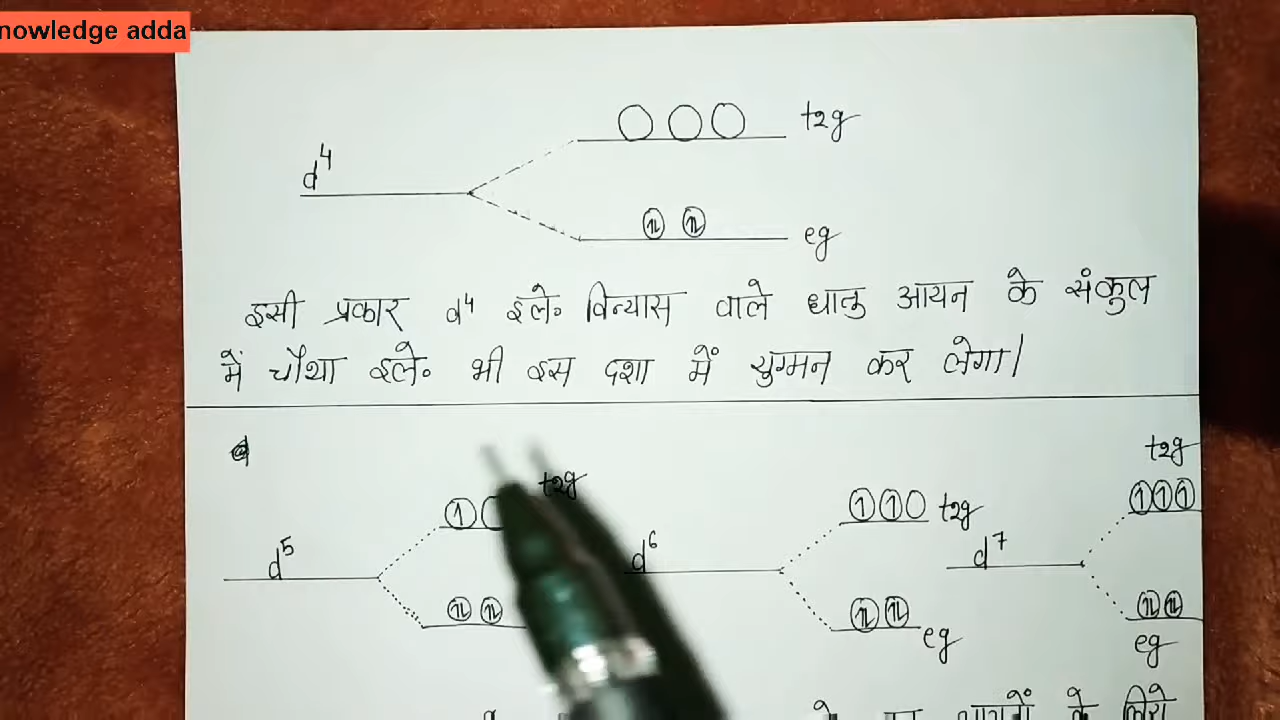 nowledge adda
t2g
d⁴
eg
इसी प्रकार d⁴ इले० विन्यास वाले धातु आयन के संकुल
में चौथा इले० भी इस दशा में युग्मन कर लेगा।
t2g
t2g
t2g
d⁵
d⁶
d⁷
eg
eg
के लिये